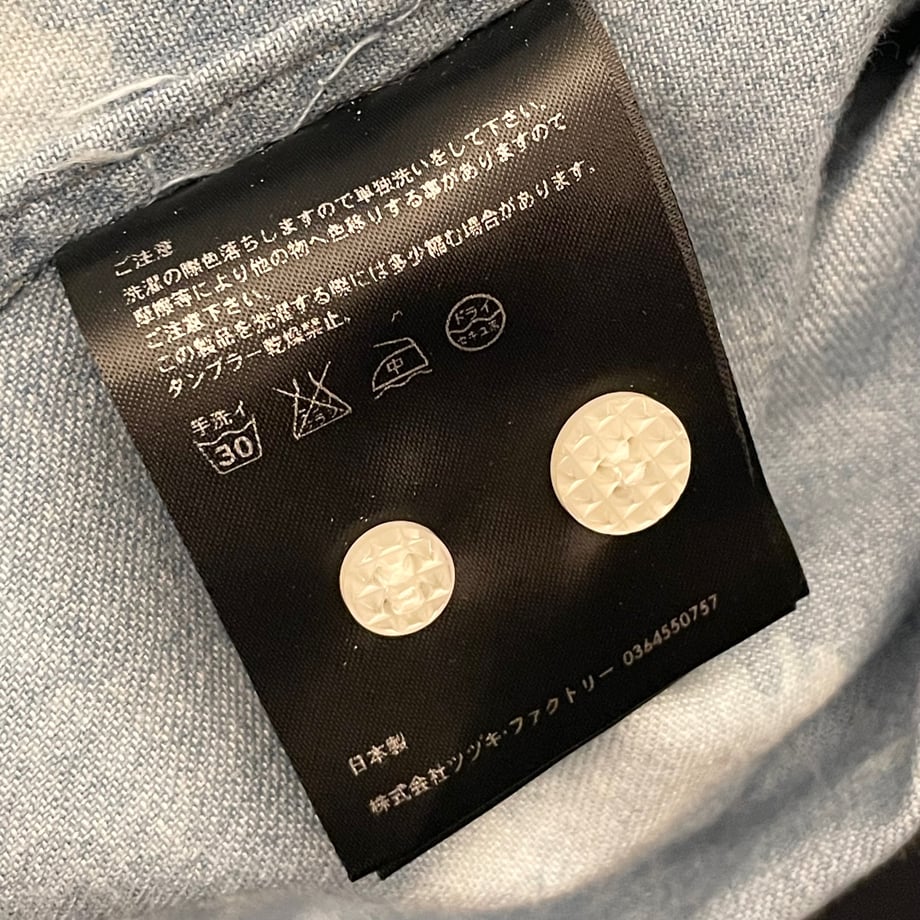 ご注意
洗濯の際色落ちしますので単独洗いをして下さい。
摩擦等により他の物へ色移りする事がありますので
ご注意下さい。
この製品を洗濯する際には多少縮む場合があります。
タンブラー乾燥禁止。
手洗イ
30
中
ドライ
セキユ系
日本製
株式会社ツヅキ・ファクトリー 0364550757